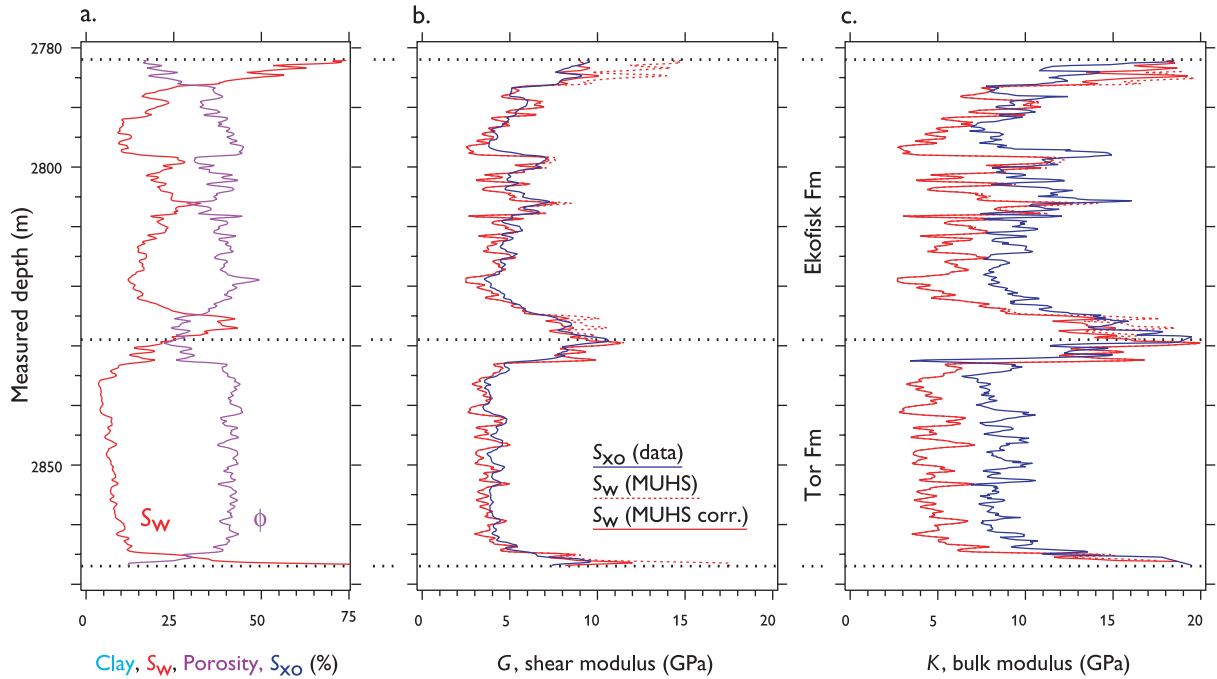 a.
b.
c.
2780
2800
2850
Measured depth (m)
Sw
ϕ
Sxo (data)
Sw (MUHS)
Sw (MUHS corr.)
Ekofisk Fm
Tor Fm
0 25 50 75
0 5 10 15 20
0 5 10 15 20
Clay, Sw, Porosity, Sxo (%)
G, shear modulus (GPa)
K, bulk modulus (GPa)